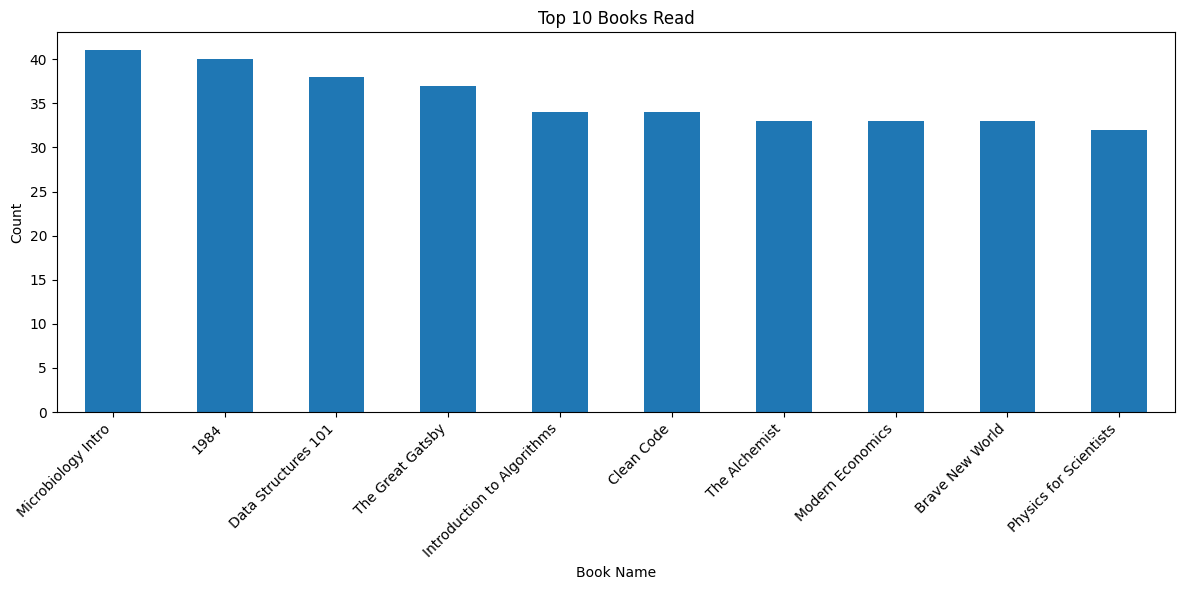 Top 10 Books Read
Count
40
35
30
25
20
15
10
5
0
Microbiology Intro
1984
Data Structures 101
The Great Gatsby
Introduction to Algorithms
Clean Code
The Alchemist
Modern Economics
Brave New World
Physics for Scientists
Book Name